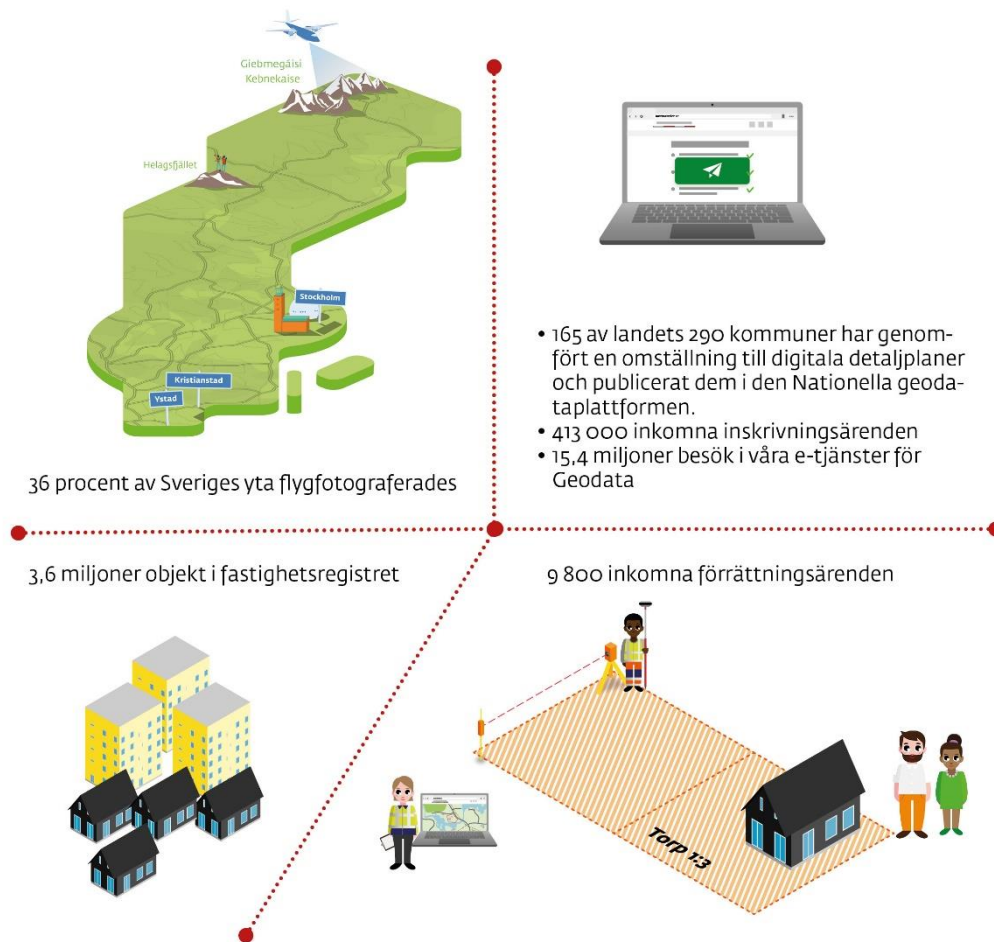 Giebmegáisi
Kebnekaise
Helagsfjället
Stockholm
Kristianstad
Ystad
36 procent av Sveriges yta flygfotograferades
• 165 av landets 290 kommuner har genom-
fört en omställning till digitala detaljplaner
och publicerat dem i den Nationella geoda-
taplattformen.
• 413 000 inkomna inskrivningsärenden
• 15,4 miljoner besök i våra e-tjänster för
Geodata
3,6 miljoner objekt i fastighetsregistret
9 800 inkomna förrättningsärenden
Torp 1:3